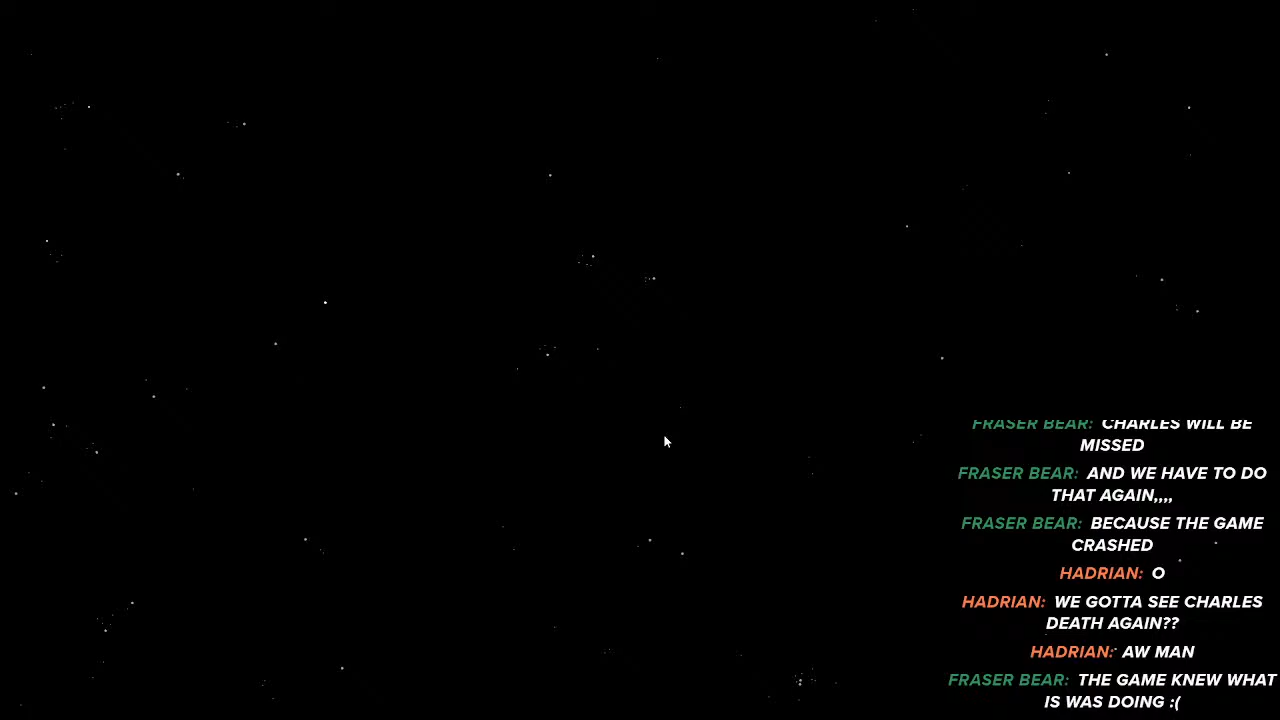 FRASER BEAR: CHARLES WILL BE
MISSED
FRASER BEAR: AND WE HAVE TO DO
THAT AGAIN,,,,
FRASER BEAR: BECAUSE THE GAME
CRASHED
HADRIAN: O
HADRIAN: WE GOTTA SEE CHARLES
DEATH AGAIN??
HADRIAN: AW MAN
FRASER BEAR: THE GAME KNEW WHAT
IS WAS DOING :(